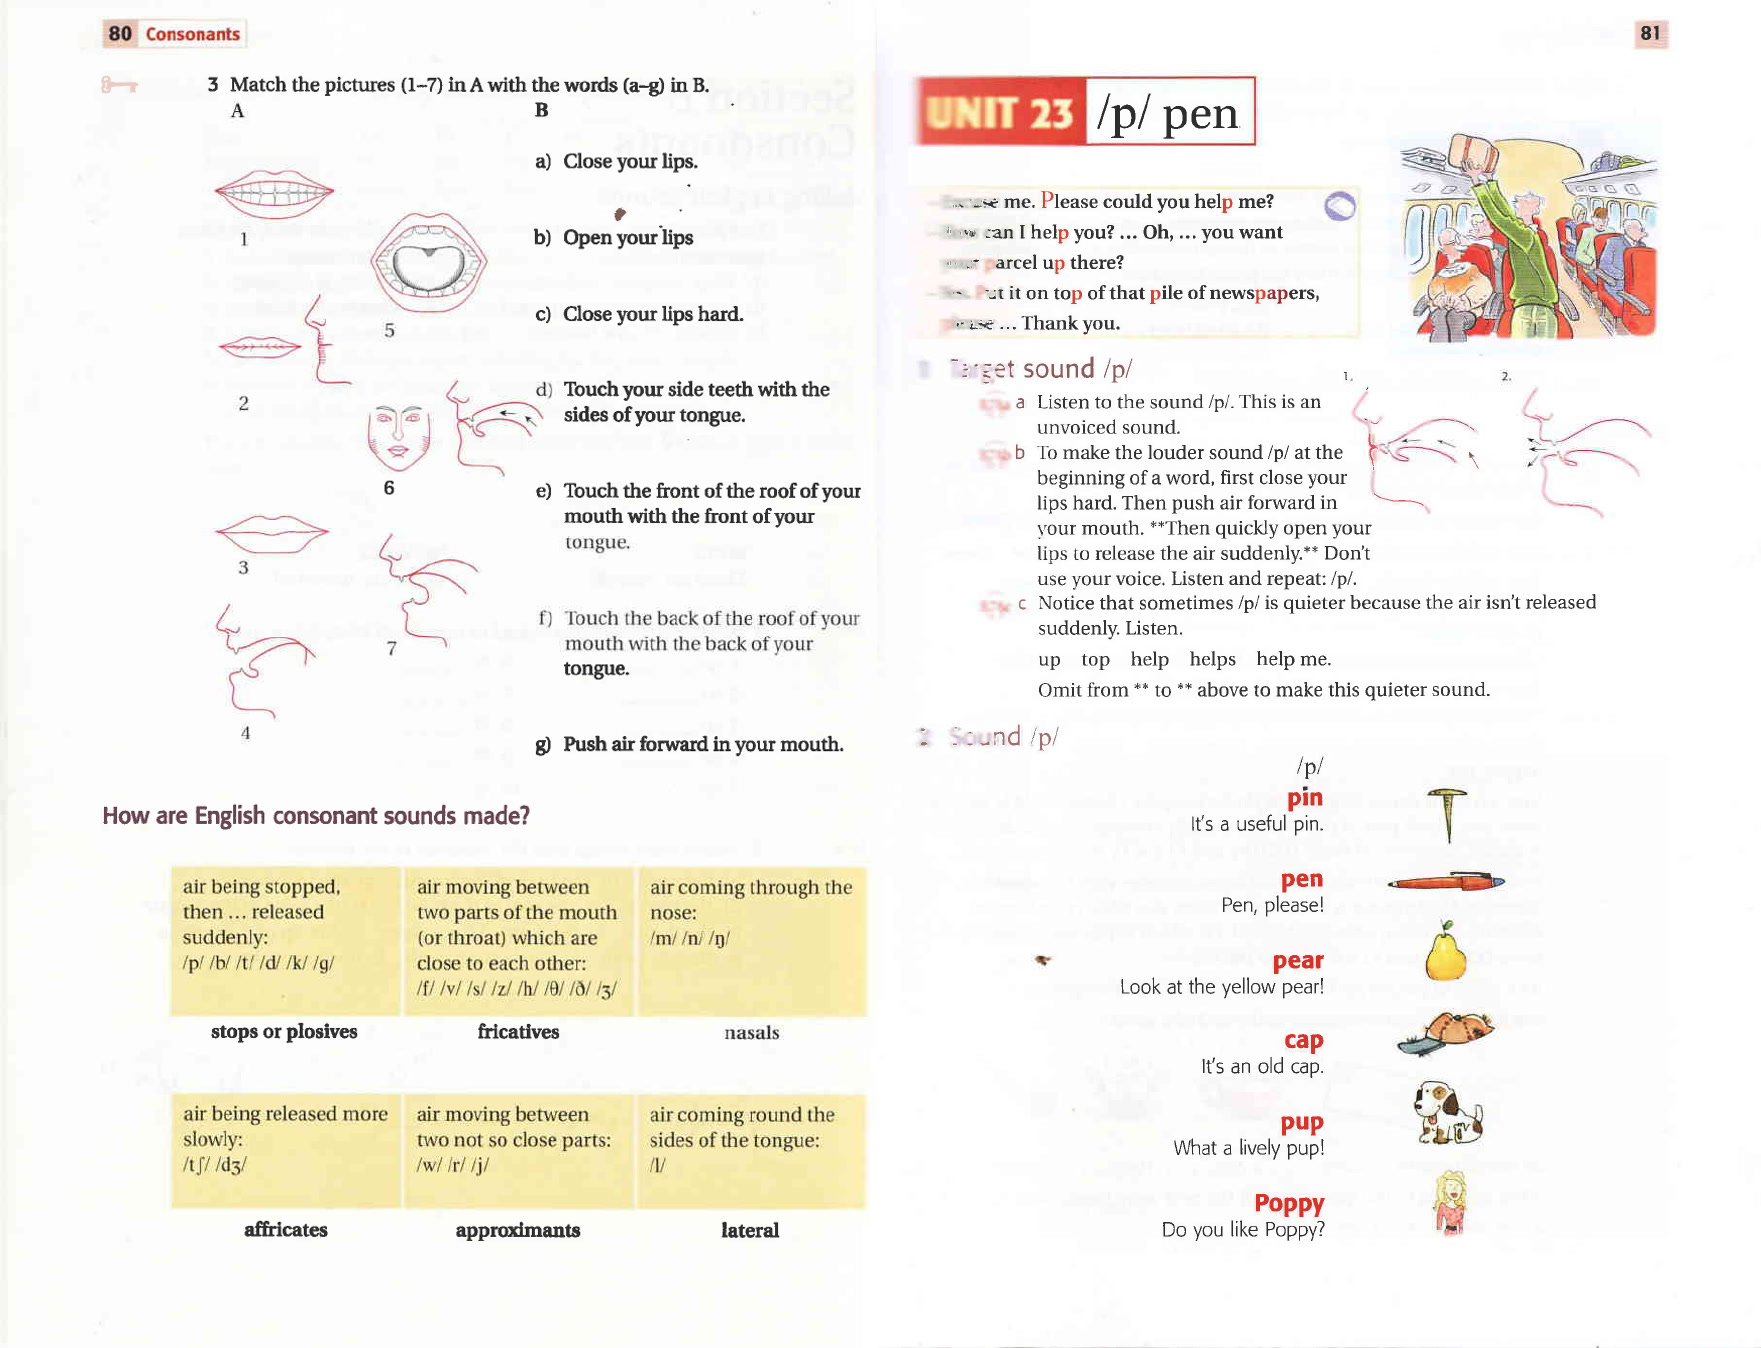 80 Consonants
3 Match the pictures (1–7) in A with the words (a–g) in B.
A
B
1
2
3
4
5
6
7
a) Close your lips.
b) Open your lips
c) Close your lips hard.
d) Touch your side teeth with the
sides of your tongue.
e) Touch the front of the roof of your
mouth with the front of your
tongue.
f) Touch the back of the roof of your
mouth with the back of your
tongue.
g) Push air forward in your mouth.
How are English consonant sounds made?
air being stopped,
then ... released
suddenly:
/p/ /b/ /t/ /d/ /k/ /g/
stops or plosives
air moving between
two parts of the mouth
(or throat) which are
close to each other:
/f/ /v/ /s/ /z/ /h/ /θ/ /ð/ /ʒ/
fricatives
air coming through the
nose:
/m/ /n/ /ŋ/
nasals
air being released more
slowly:
/tʃ/ /dʒ/
affricates
air moving between
two not so close parts:
/w/ /r/ /j/
approximants
air coming round the
sides of the tongue:
/l/
lateral
81
UNIT 23 /p/ pen
me. Please could you help me?
can I help you? ... Oh, ... you want
parcel up there?
Put it on top of that pile of newspapers,
please ... Thank you.
1 Target sound /p/
1.
2.
a Listen to the sound /p/. This is an
unvoiced sound.
b To make the louder sound /p/ at the
beginning of a word, first close your
lips hard. Then push air forward in
your mouth. **Then quickly open your
lips to release the air suddenly.** Don't
use your voice. Listen and repeat: /p/.
c Notice that sometimes /p/ is quieter because the air isn't released
suddenly. Listen.
up top help helps help me.
Omit from ** to ** above to make this quieter sound.
2 Sound /p/
/p/
pin
It's a useful pin.
pen
Pen, please!
pear
Look at the yellow pear!
cap
It's an old cap.
pup
What a lively pup!
Poppy
Do you like Poppy?